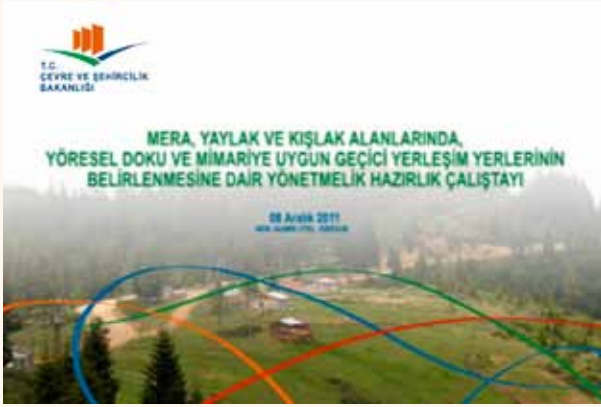 T.C.
ÇEVRE VE ŞEHİRCİLİK
BAKANLIĞI
MERA, YAYLAK VE KIŞLAK ALANLARINDA,
YÖRESEL DOKU VE MİMARİYE UYGUN GEÇİCİ YERLEŞİM YERLERİNİN
BELİRLENMESİNE DAİR YÖNETMELİK HAZIRLIK ÇALIŞTAYI
Aralık 2011